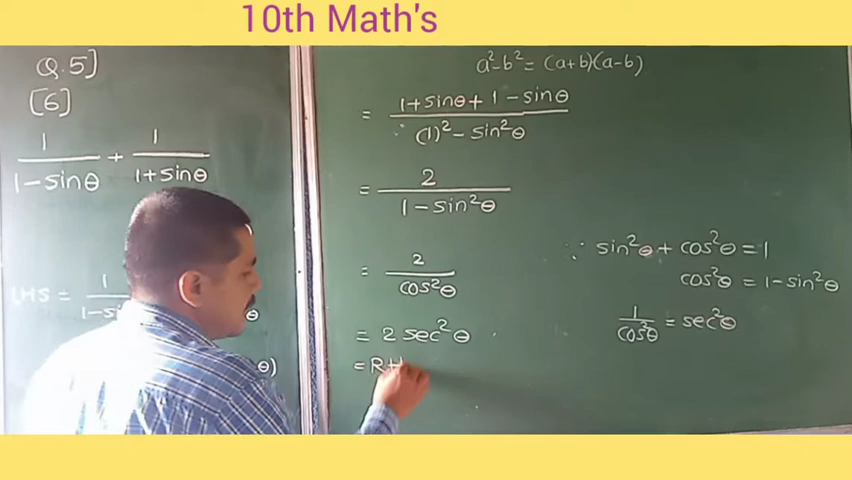 10th Math's
Q.5]
[6]
1/(1-sinθ) + 1/(1+sinθ)
LHS = 1/(1-si
θ)
a²-b² = (a+b)(a-b)
= (1+sinθ+1-sinθ)/((1)²-sin²θ)
= 2/(1-sin²θ)
= 2/cos²θ
= 2 sec²θ
= RH
∵ sin²θ + cos²θ = 1
cos²θ = 1-sin²θ
1/cos²θ = sec²θ